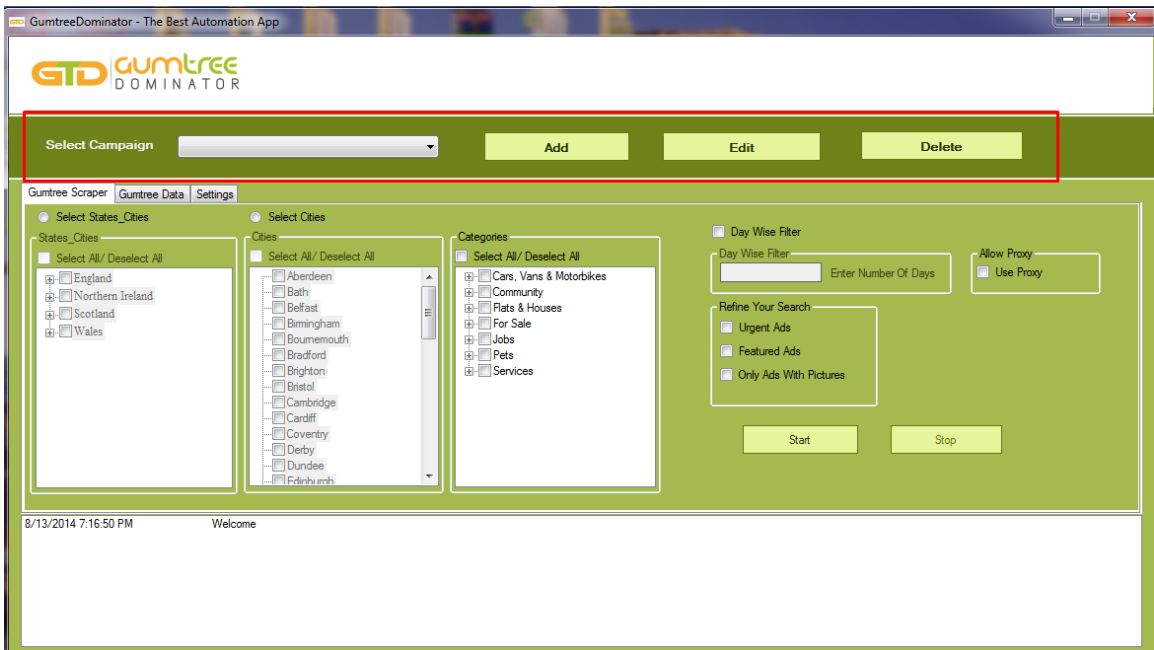 GumtreeDominator - The Best Automation App
GTD GUMTREE
DOMINATOR
Select Campaign Add Edit Delete
Gumtree Scraper Gumtree Data Settings
Select States_Cities Select Cities
Day Wise Filter
States_Cities Cities Categories
Select All/ Deselect All Select All/ Deselect All Select All/ Deselect All
Day Wise Filter Allow Proxy
Enter Number Of Days Use Proxy
England
Northern Ireland
Scotland
Wales
Aberdeen
Bath
Belfast
Birmingham
Bournemouth
Bradford
Brighton
Bristol
Cambridge
Cardiff
Coventry
Derby
Dundee
Edinburgh
Cars, Vans & Motorbikes
Community
Flats & Houses
For Sale
Jobs
Pets
Services
Refine Your Search
Urgent Ads
Featured Ads
Only Ads With Pictures
Start Stop
8/13/2014 7:16:50 PM Welcome